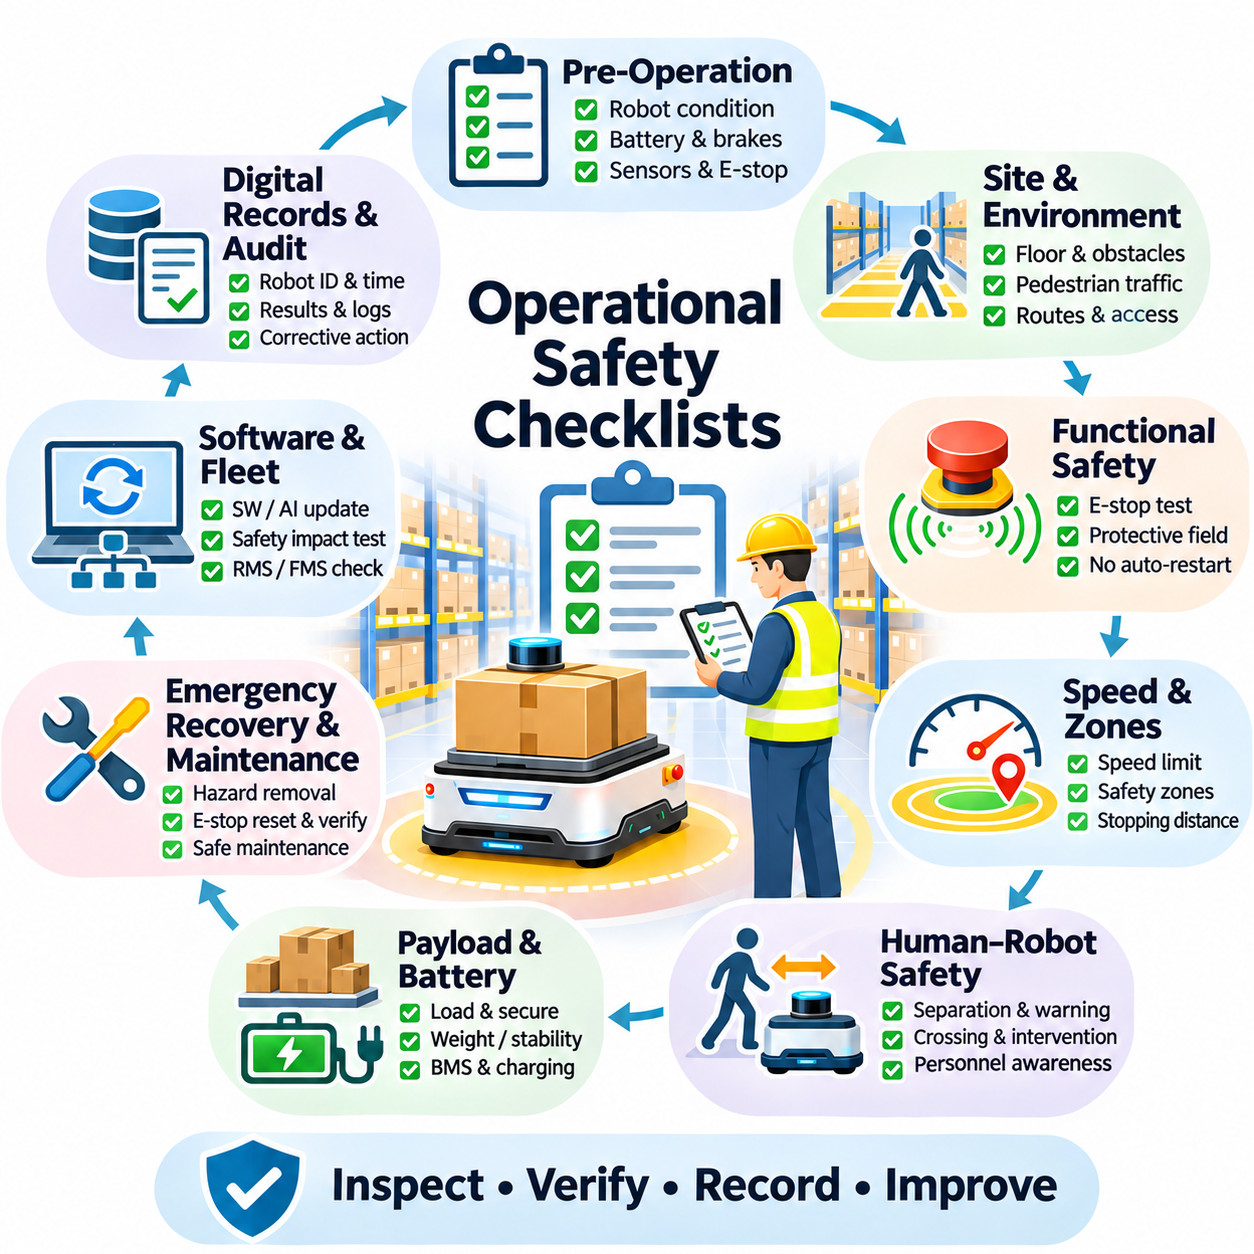 Pre-Operation
Robot condition
Battery & brakes
Sensors & E-stop
Site &
Environment
Floor & obstacles
Pedestrian traffic
Routes & access
Functional
Safety
E-stop test
Protective field
No auto-restart
Speed &
Zones
Speed limit
Safety zones
Stopping distance
Human–Robot
Safety
Separation & warning
Crossing & intervention
Personnel awareness
Payload &
Battery
Load & secure
Weight / stability
BMS & charging
Emergency
Recovery &
Maintenance
Hazard removal
E-stop reset & verify
Safe maintenance
Software &
Fleet
SW / AI update
Safety impact test
RMS / FMS check
Digital
Records &
Audit
Robot ID & time
Results & logs
Corrective action
Operational
Safety
Checklists
Inspect • Verify • Record • Improve